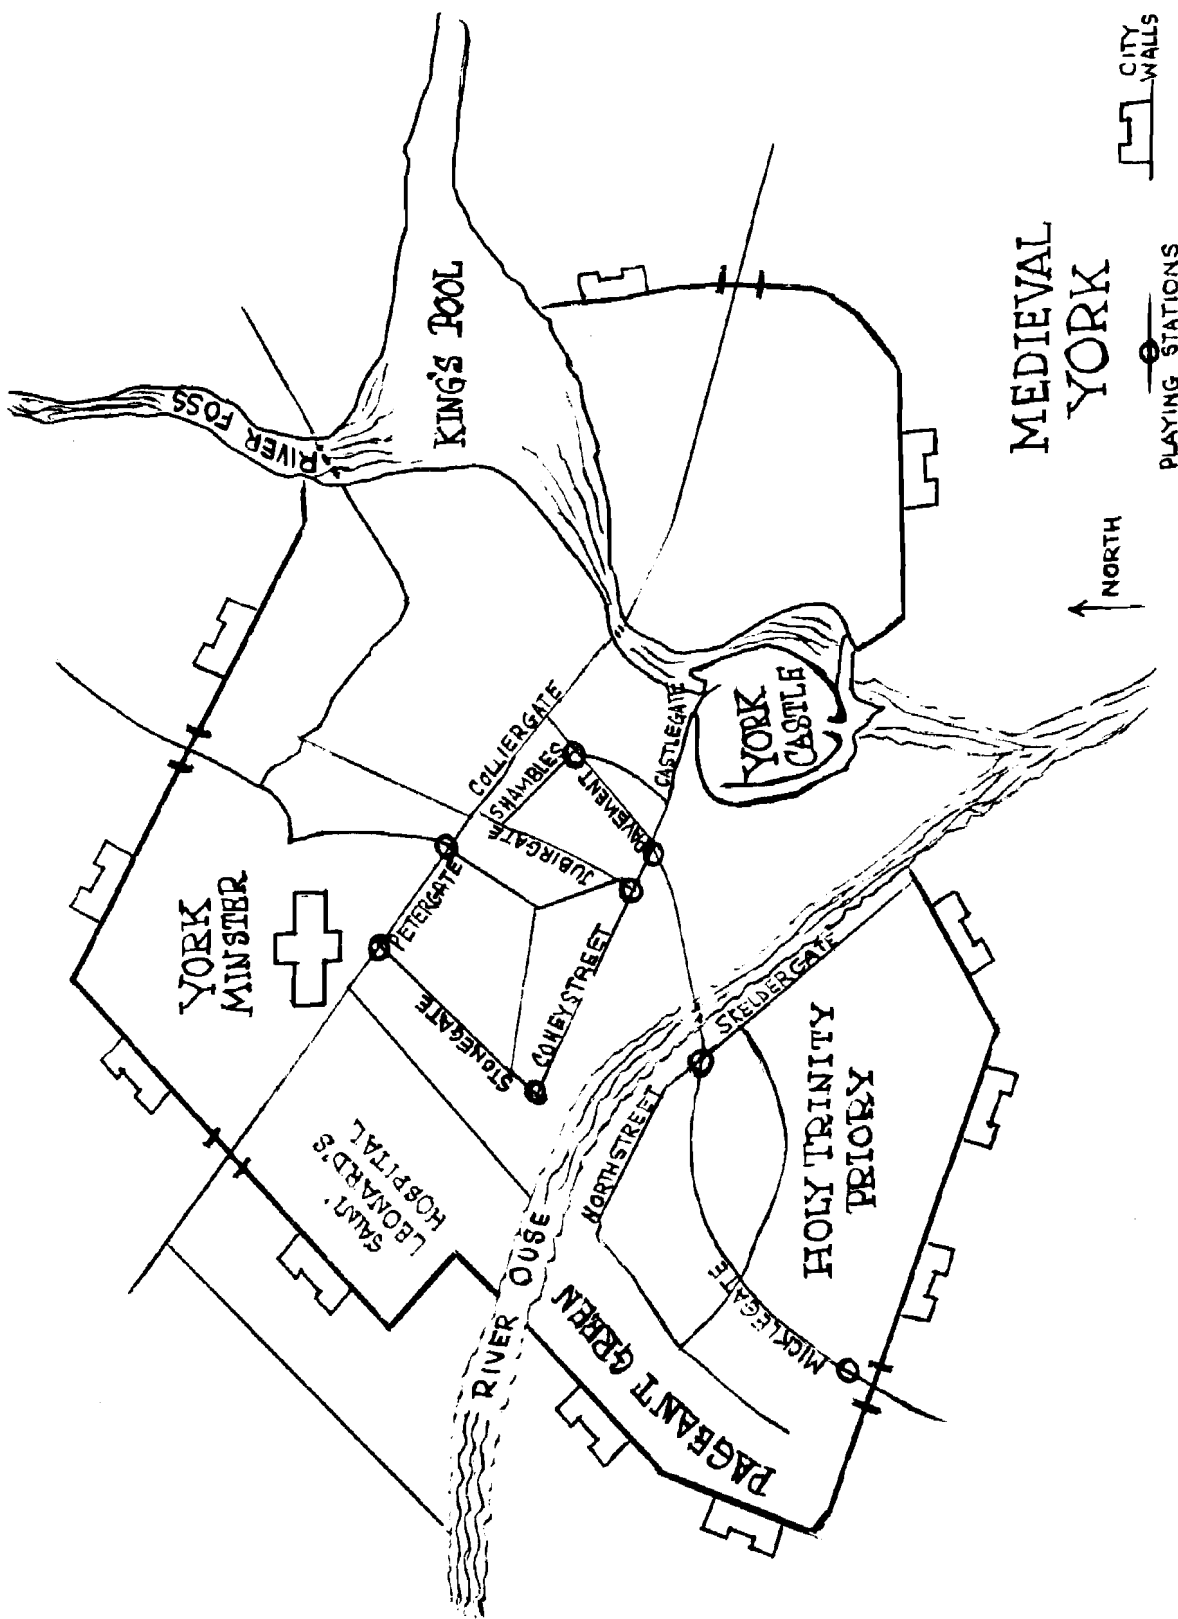 RIVER FOSS
KING'S POOL
YORK
MINSTER
PETERGATE
COLLIERGATE
SHAMBLES
JUBIRGATE
PAVEMENT
STONEGATE
CONEYSTREET
CASTLEGATE
YORK
CASTLE
SAINT
LEONARD'S
HOSPITAL
RIVER OUSE
NORTHSTREET
SKELDERGATE
PAGEANT GREEN
MICKLEGATE
HOLY TRINITY
PRIORY
NORTH
MEDIEVAL
YORK
PLAYING STATIONS
CITY
WALLS